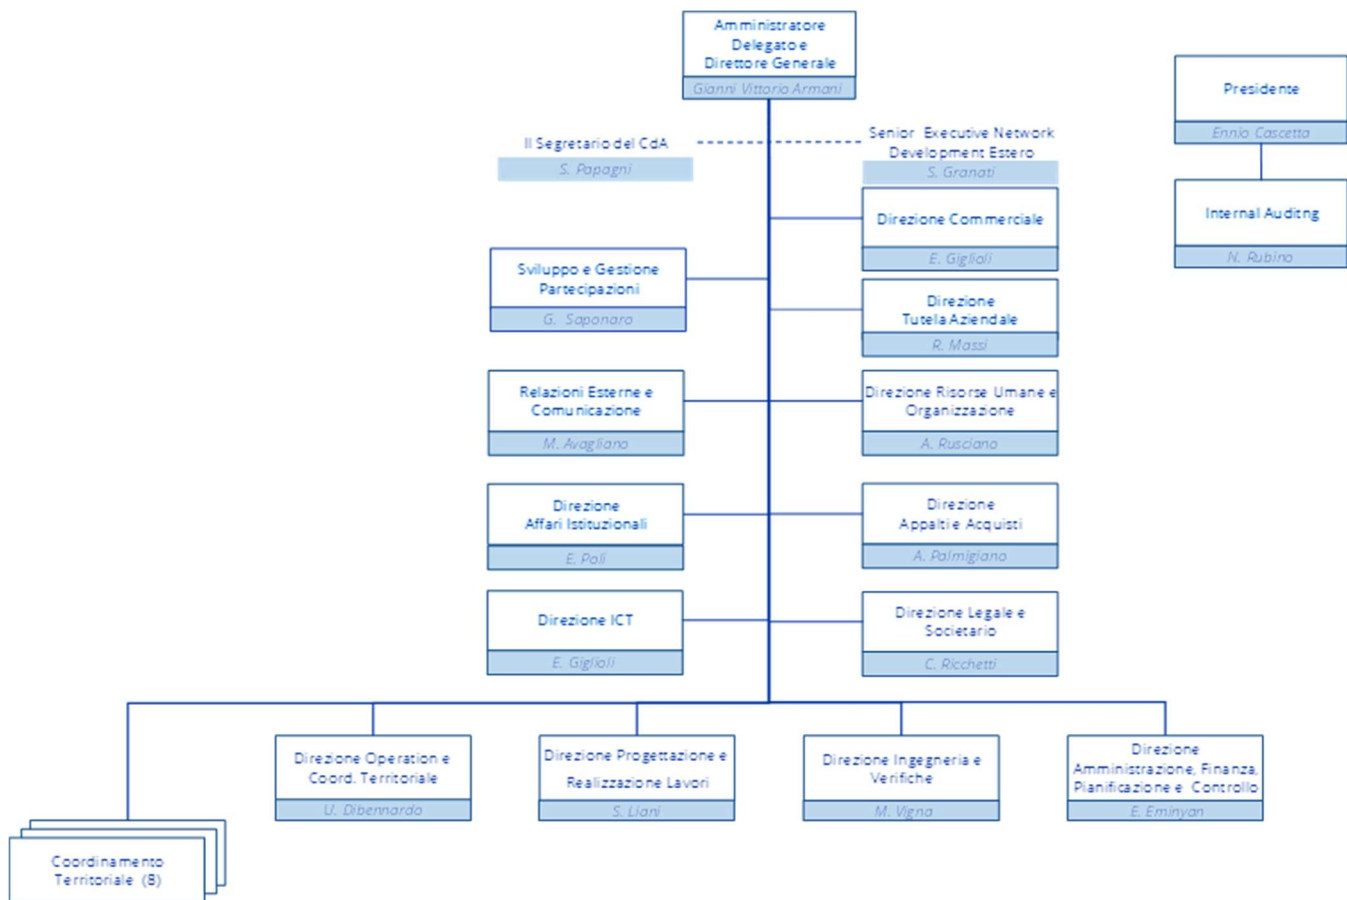 Amministratore
Delegato e
Direttore Generale
Gianni Vittorio Armani
Presidente
Ennio Cascetta
Il Segretario del CdA
S. Papagni
Senior Executive Network
Development Estero
S. Granati
Internal Auditng
N. Rubino
Direzione Commerciale
E. Giglioli
Sviluppo e Gestione
Partecipazioni
G. Saponaro
Direzione
Tutela Aziendale
R. Massi
Relazioni Esterne e
Comunicazione
M. Avagliano
Direzione Risorse Umane e
Organizzazione
A. Rusciano
Direzione
Affari Istituzionali
E. Poli
Direzione
Appalti e Acquisti
A. Palmigiano
Direzione ICT
E. Giglioli
Direzione Legale e
Societario
C. Ricchetti
Direzione Operation e
Coord. Territoriale
U. Dibennardo
Direzione Progettazione e
Realizzazione Lavori
S. Liani
Direzione Ingegneria e
Verifiche
M. Vigna
Direzione
Amministrazione, Finanza,
Pianificazione e Controllo
E. Eminyan
Coordinamento
Territoriale (8)